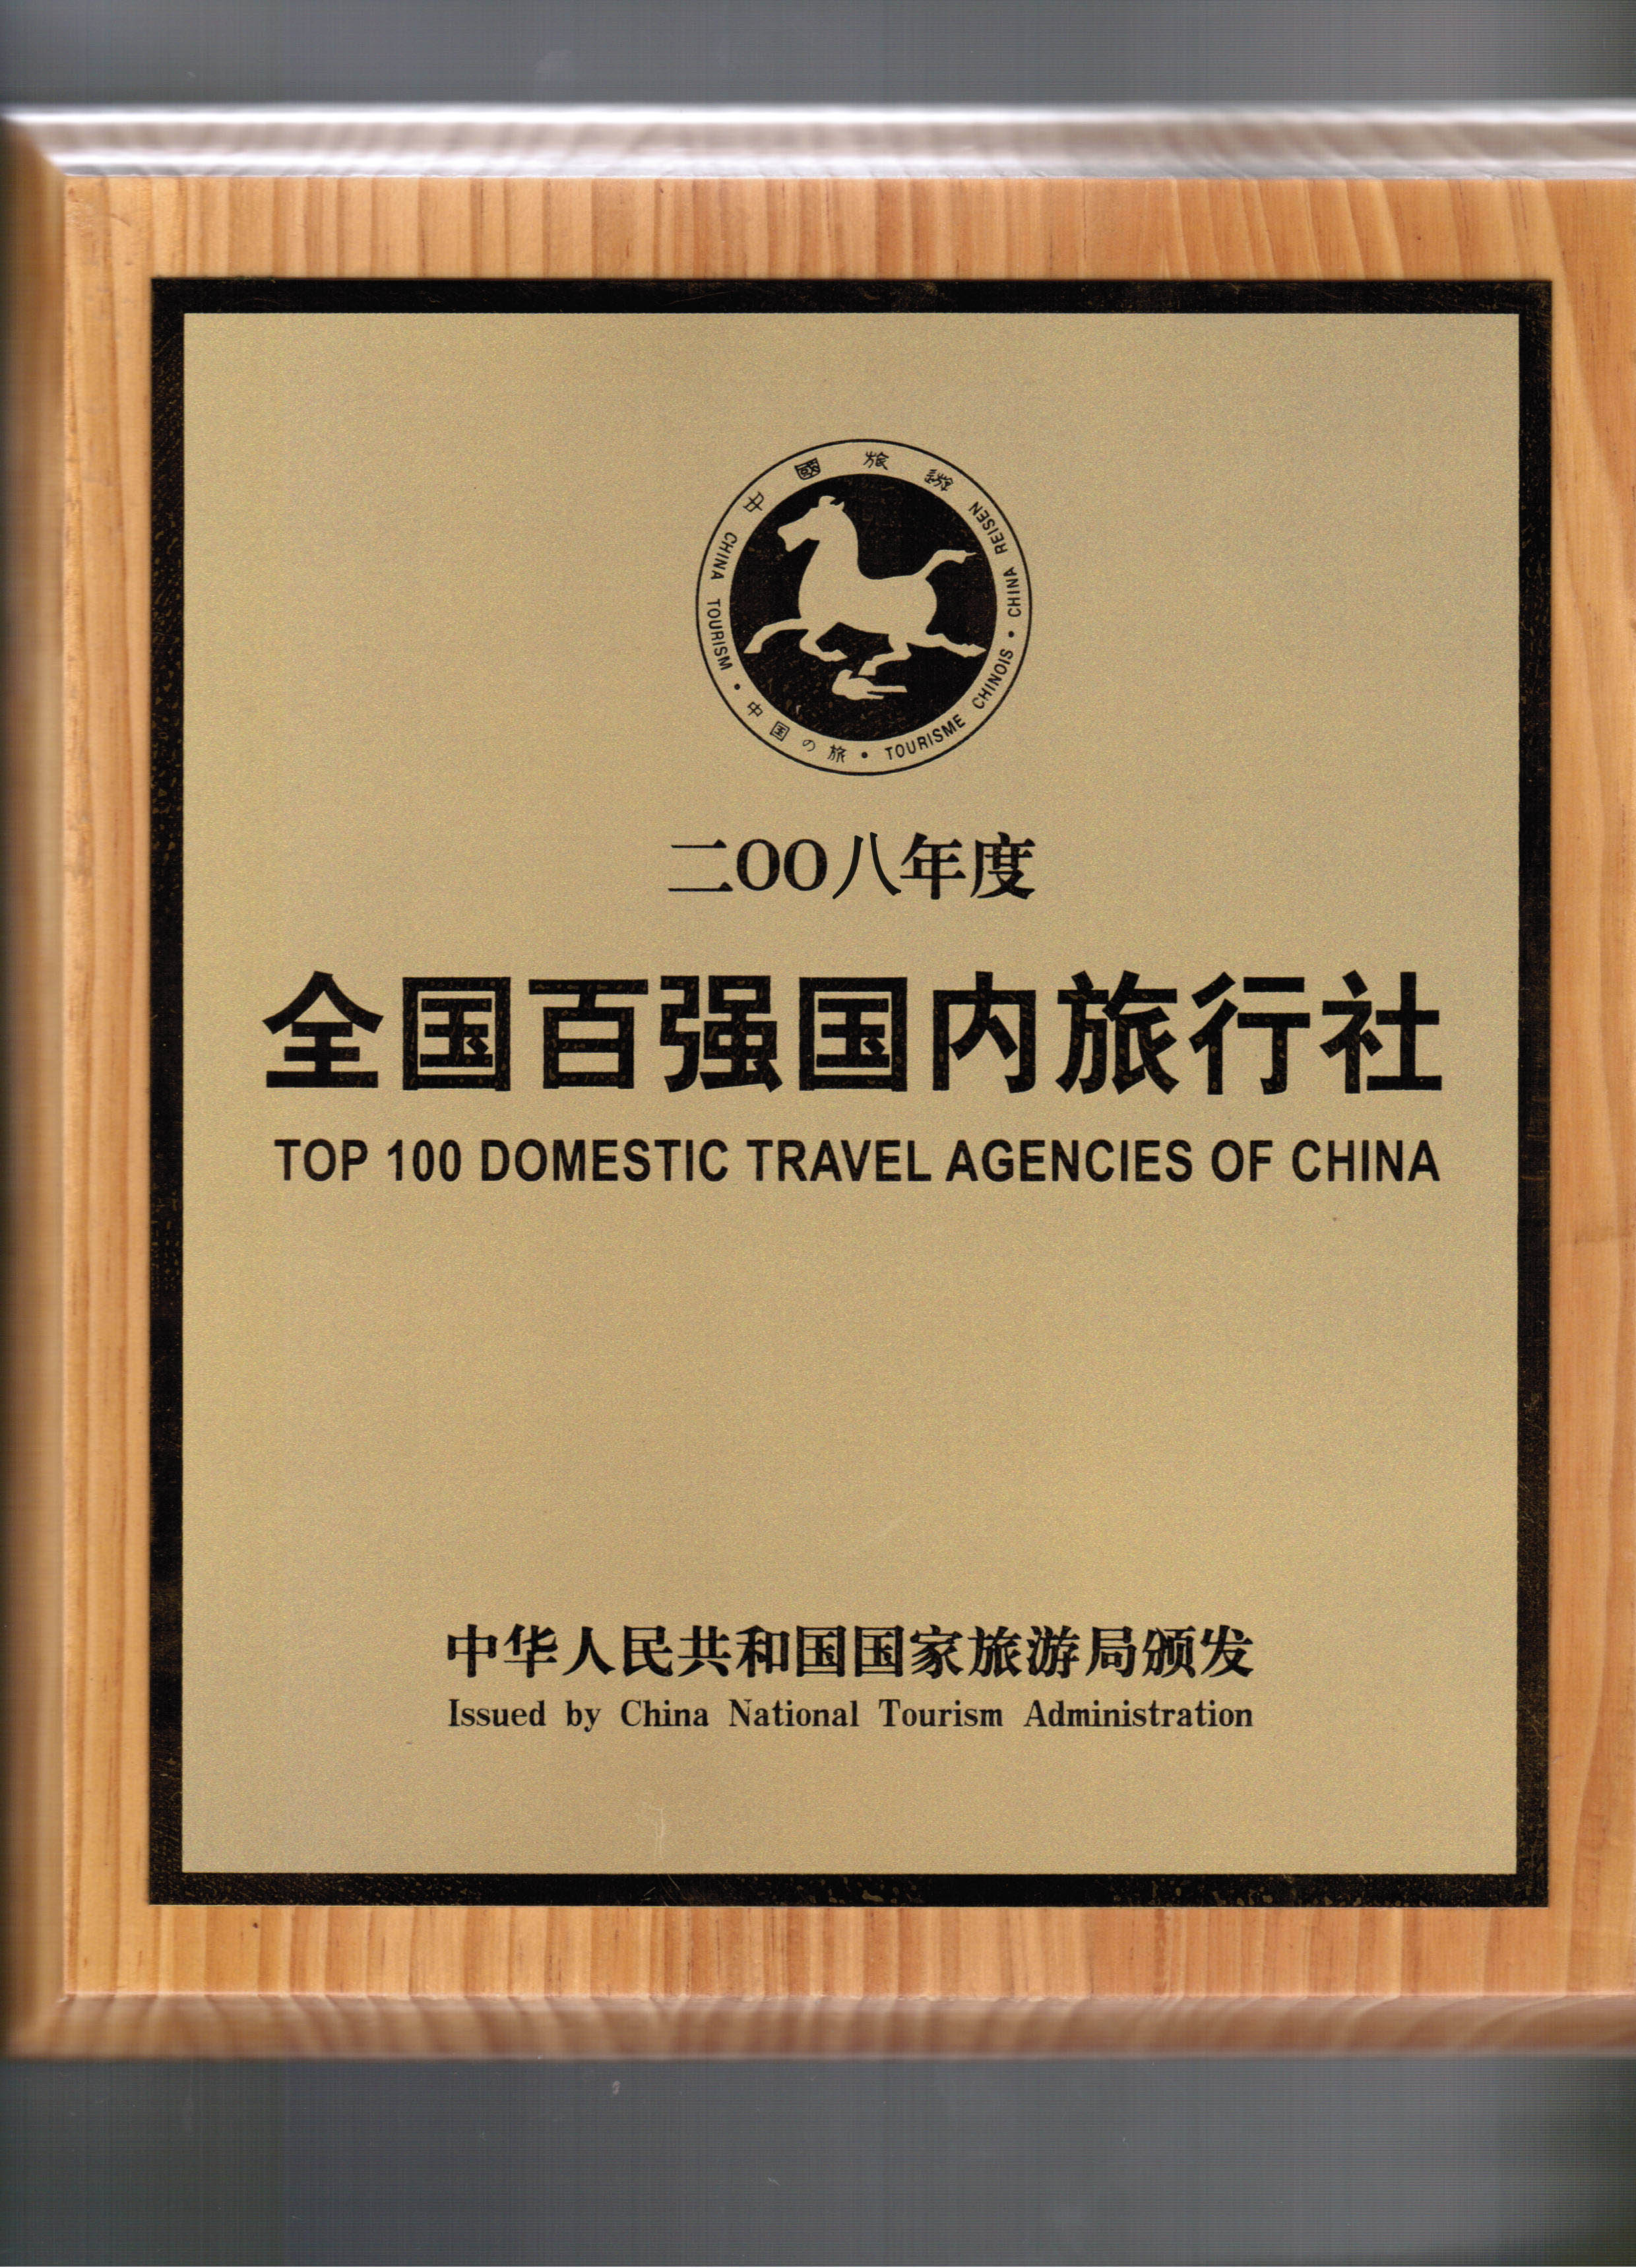 中國旅遊
CHINA REISEN • CHINA TOURISM • 中国の旅 • TOURISME CHINOIS •
二OO八年度
全国百强国内旅行社
TOP 100 DOMESTIC TRAVEL AGENCIES OF CHINA
中华人民共和国国家旅游局颁发
Issued by China National Tourism Administration